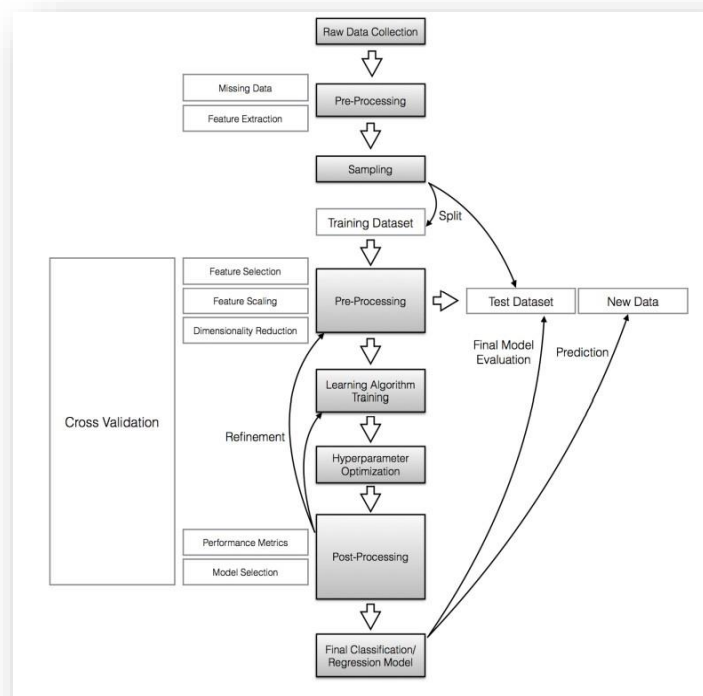 Raw Data Collection
Missing Data
Pre-Processing
Feature Extraction
Sampling
Split
Training Dataset
Feature Selection
Feature Scaling
Pre-Processing
Dimensionality Reduction
Test Dataset
New Data
Final Model
Evaluation
Prediction
Learning Algorithm
Training
Cross Validation
Refinement
Hyperparameter
Optimization
Performance Metrics
Post-Processing
Model Selection
Final Classification/
Regression Model